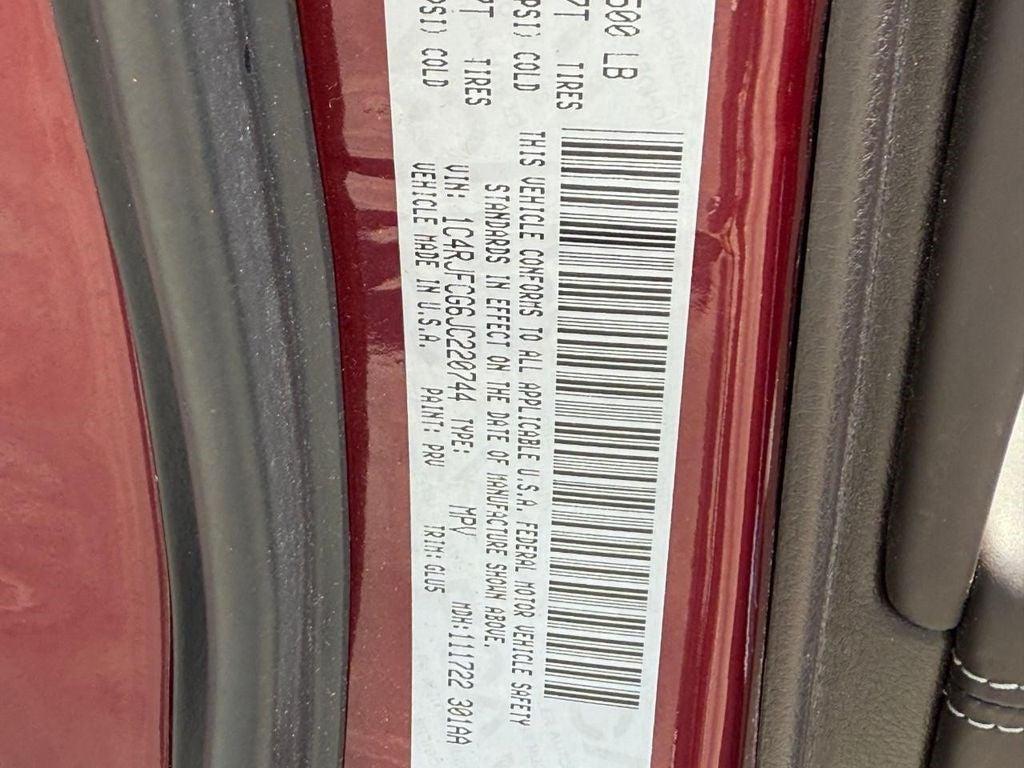 500 LB
7T TIRES
PSI) COLD
PT TIRES
PSI) COLD
THIS VEHICLE CONFORMS TO ALL APPLICABLE U.S.A. FEDERAL MOTOR VEHICLE SAFETY
STANDARDS IN EFFECT ON THE DATE OF MANUFACTURE SHOWN ABOVE.
VIN: 1C4RJFCG6JC220744 TYPE: MPV MDH:111722 301AA
VEHICLE MADE IN U.S.A. PAINT: PRV TRIM:GLU5